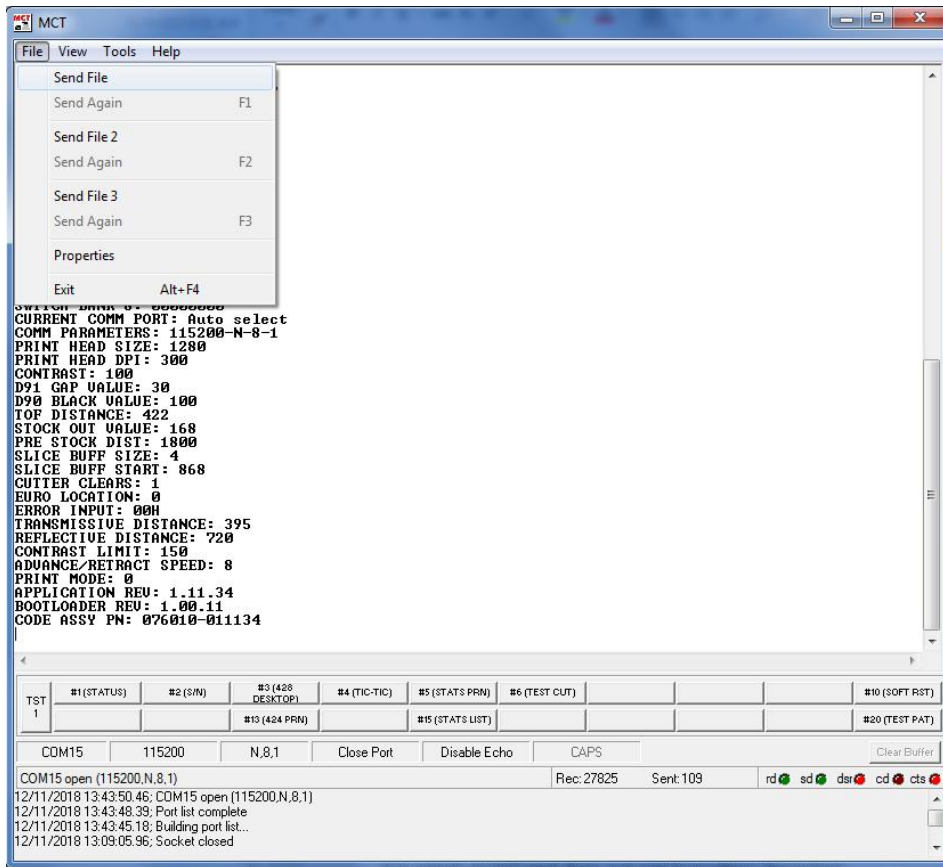 MCT
File View Tools Help
Send File
Send Again F1
Send File 2
Send Again F2
Send File 3
Send Again F3
Properties
Exit Alt+F4
CURRENT COMM PORT: Auto select
COMM PARAMETERS: 115200-N-8-1
PRINT HEAD SIZE: 1280
PRINT HEAD DPI: 300
CONTRAST: 100
D91 GAP VALUE: 30
D90 BLACK VALUE: 100
TOF DISTANCE: 422
STOCK OUT VALUE: 168
PRE STOCK DIST: 1800
SLICE BUFF SIZE: 4
SLICE BUFF START: 868
CUTTER CLEARS: 1
EURO LOCATION: 0
ERROR INPUT: 00H
TRANSMISSIVE DISTANCE: 395
REFLECTIVE DISTANCE: 720
CONTRAST LIMIT: 150
ADVANCE/RETRACT SPEED: 8
PRINT MODE: 0
APPLICATION REV: 1.11.34
BOOTLOADER REV: 1.00.11
CODE ASSY PN: 076010-011134
TST 1
#1 (STATUS) #2 (S/N) #3 (428 DESKTOP) #4 (TIC-TIC) #5 (STATS PRN) #6 (TEST CUT) #10 (SOFT RST)
#13 (424 PRN) #15 (STATS LIST) #20 (TEST PAT)
COM15 115200 N,8,1 Close Port Disable Echo CAPS Clear Buffer
COM15 open (115200,N,8,1) Rec: 27825 Sent: 109 rd sd dsr cd cts
12/11/2018 13:43:50.46; COM15 open (115200,N,8,1)
12/11/2018 13:43:48.39; Port list complete
12/11/2018 13:43:45.18; Building port list...
12/11/2018 13:09:05.96; Socket closed